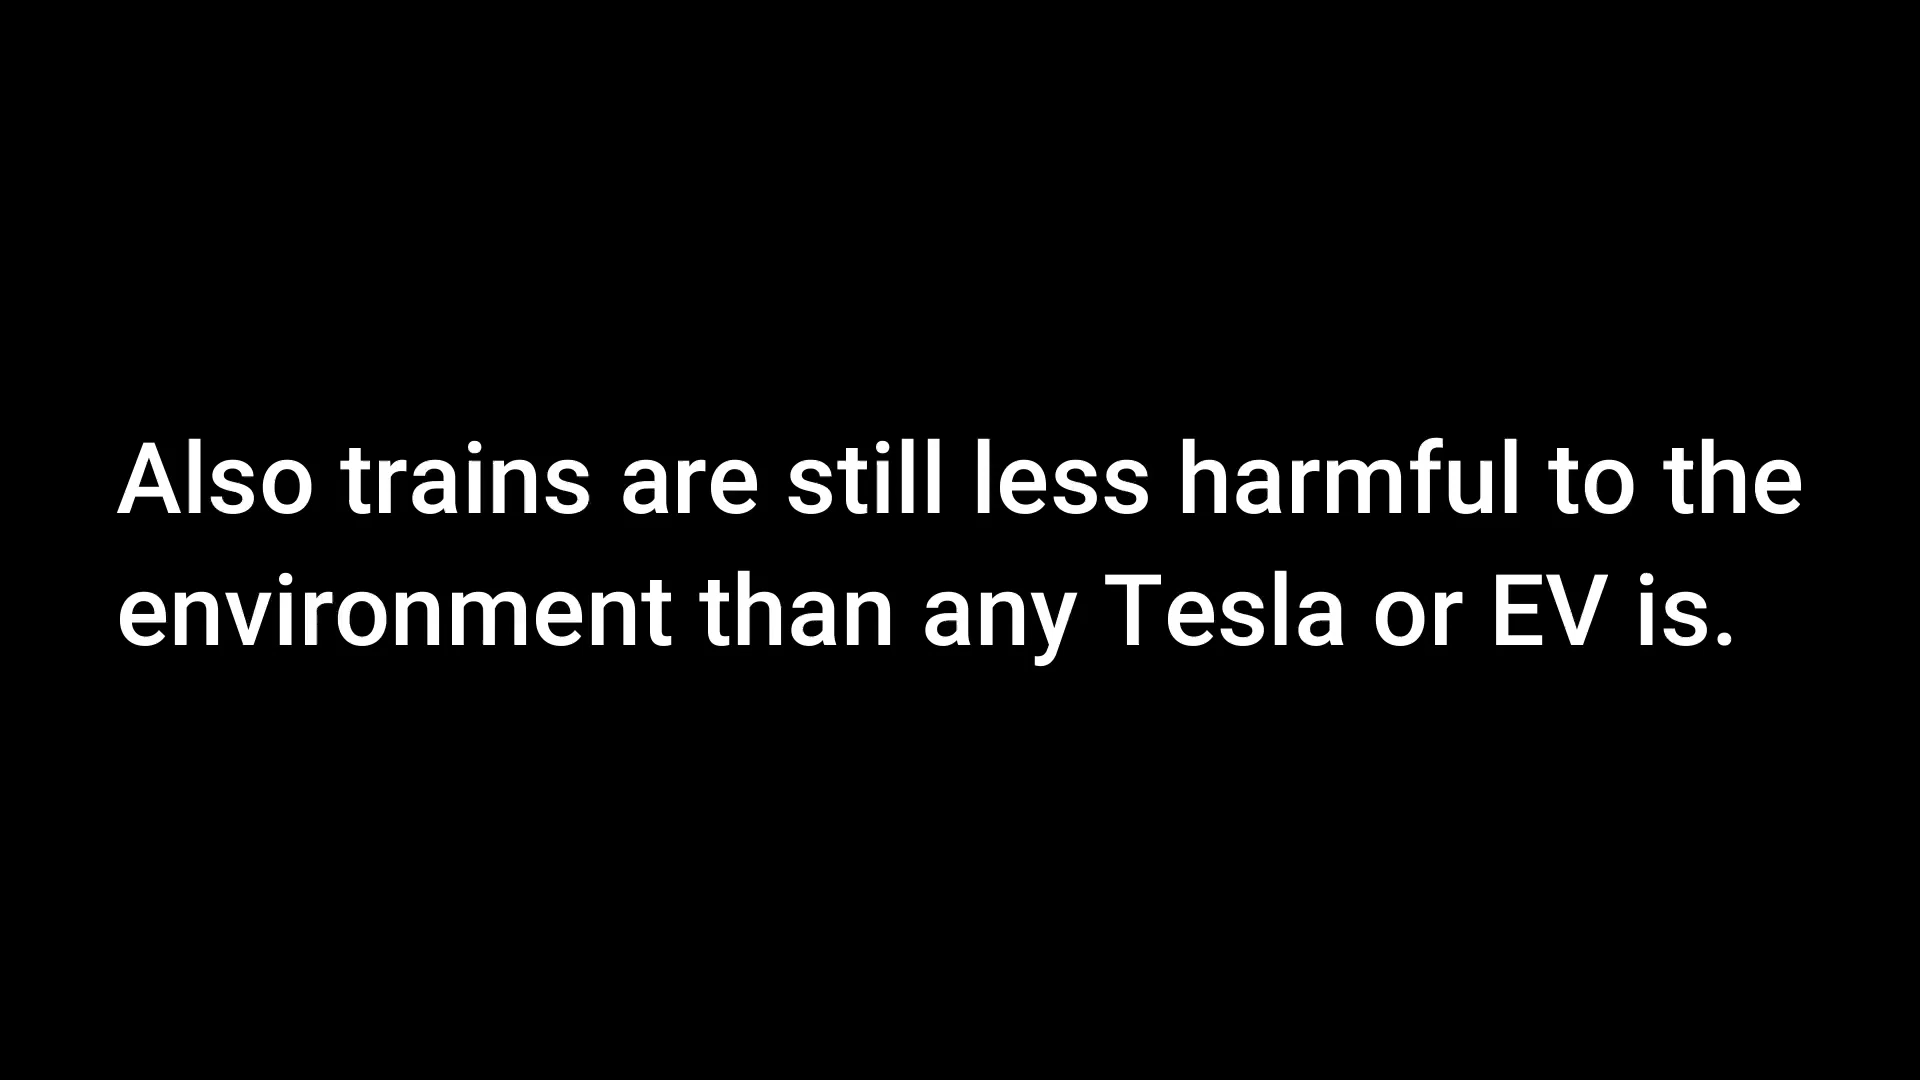 Also trains are still less harmful to the
environment than any Tesla or EV is.